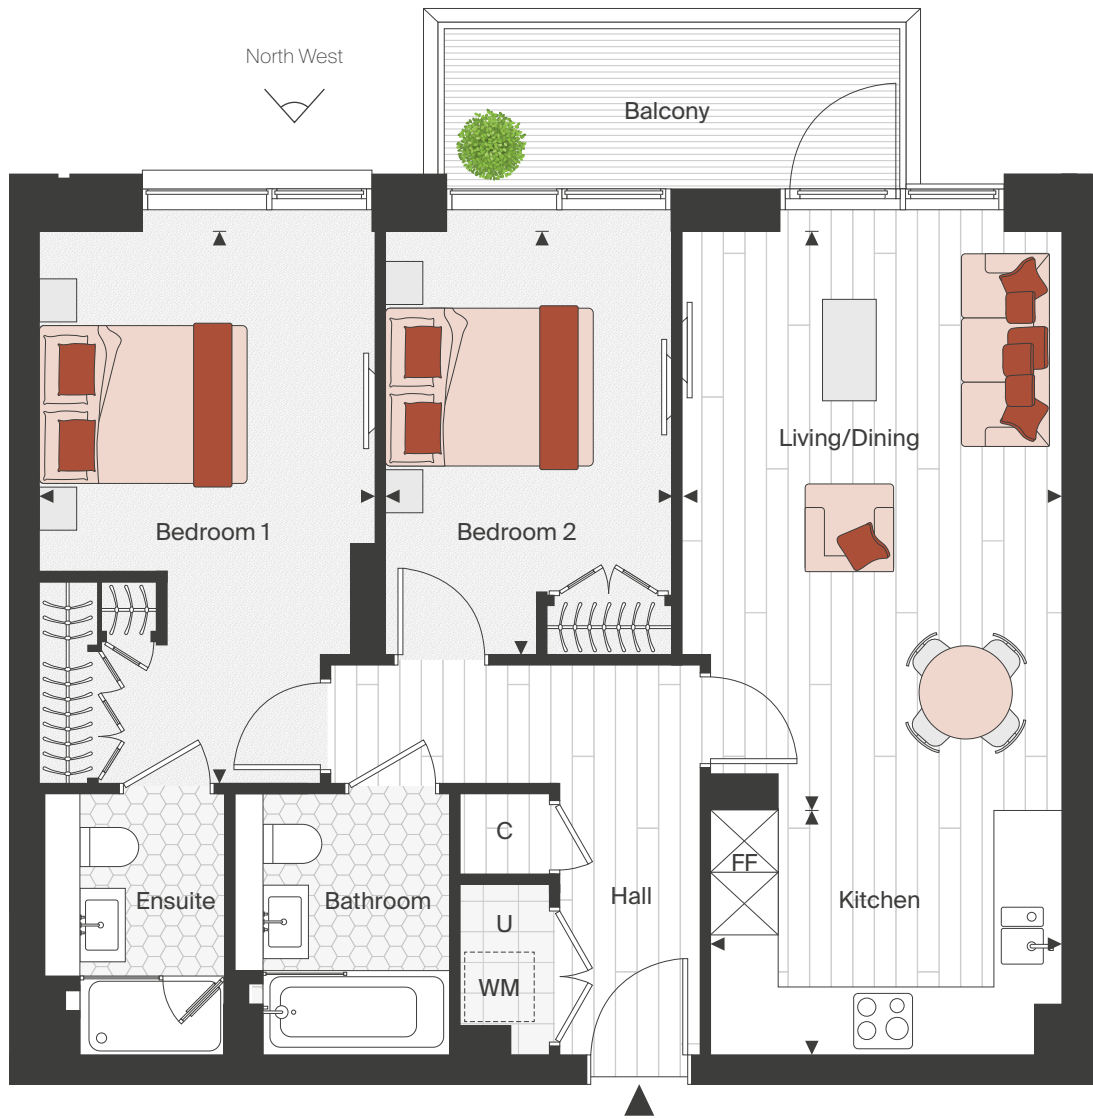 North West
Balcony
Living/Dining
Bedroom 1
Bedroom 2
C
FF
Ensuite
Bathroom
Hall
Kitchen
U
WM